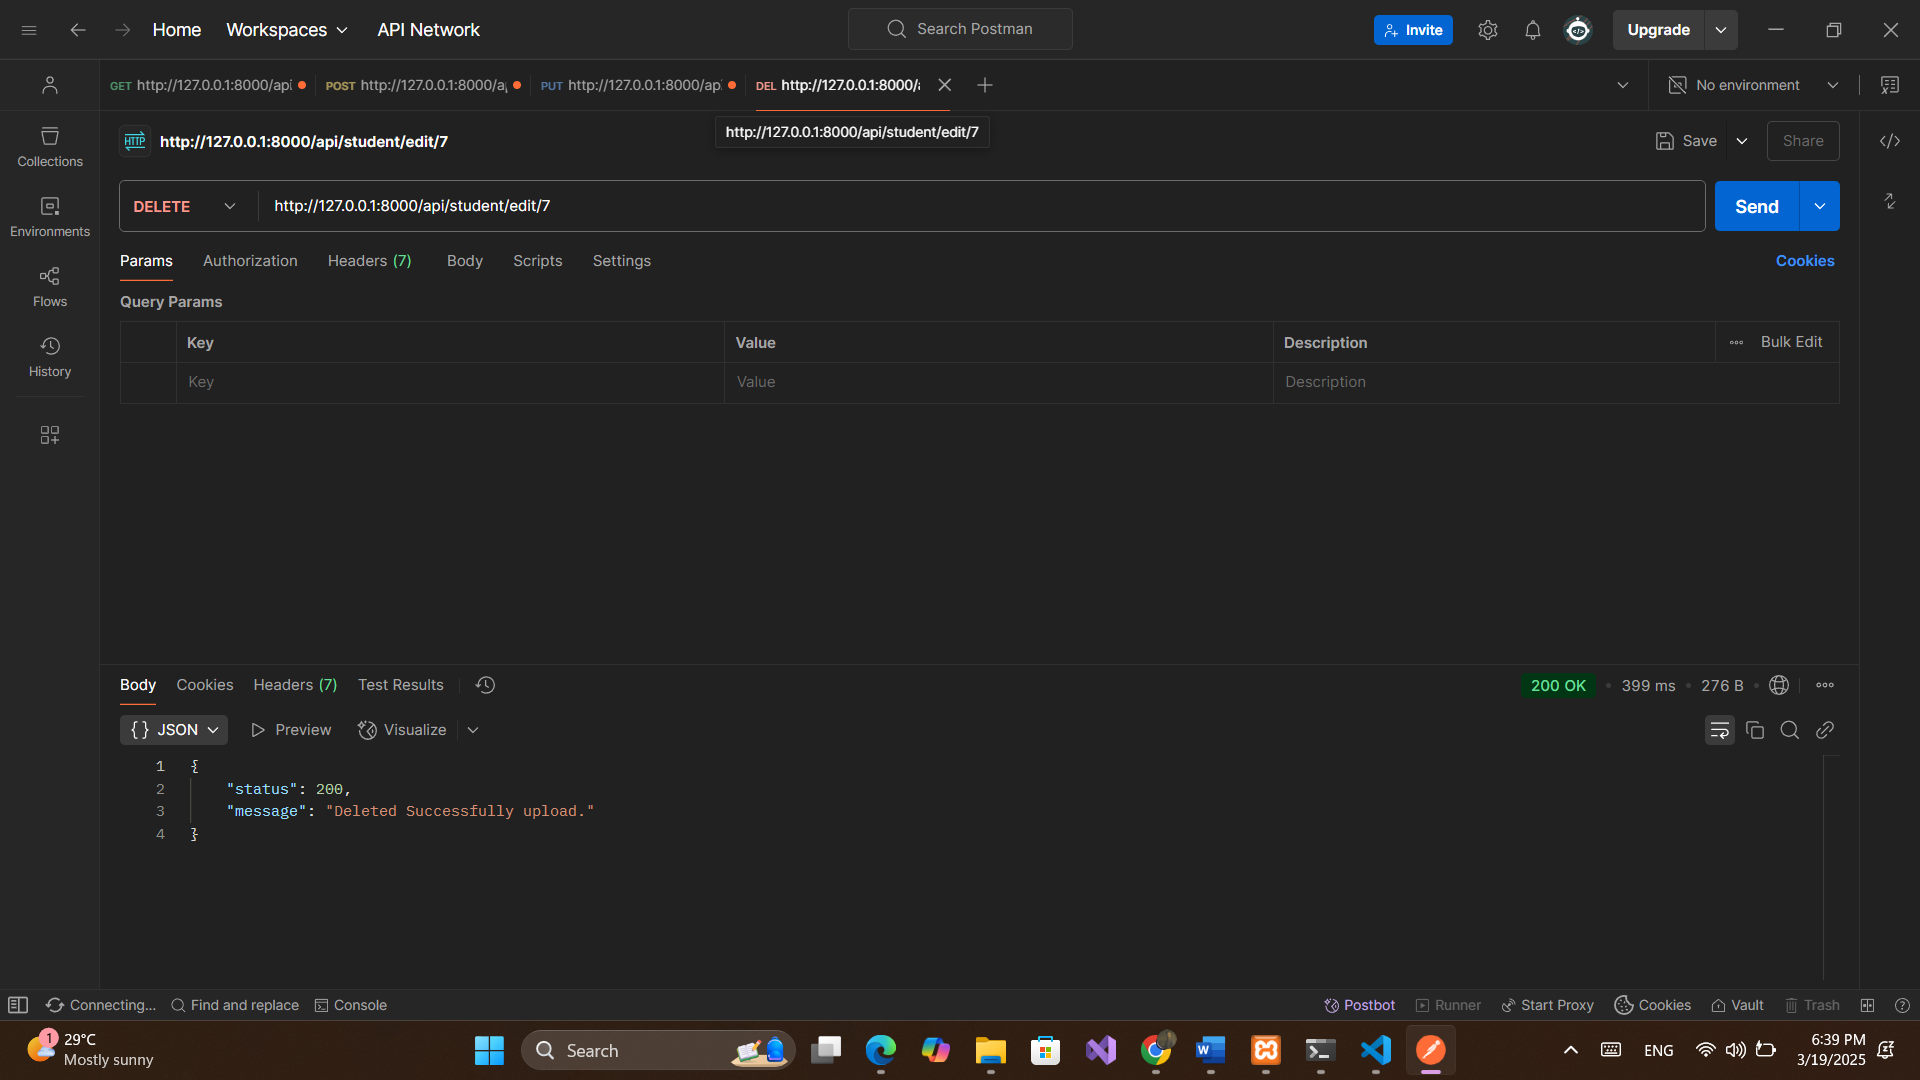 Home Workspaces API Network Search Postman Invite Upgrade
GET http://127.0.0.1:8000/api POST http://127.0.0.1:8000/a PUT http://127.0.0.1:8000/ap DEL http://127.0.0.1:8000/ No environment
http://127.0.0.1:8000/api/student/edit/7
HTTP http://127.0.0.1:8000/api/student/edit/7 Save Share
Collections
DELETE http://127.0.0.1:8000/api/student/edit/7 Send
Environments
Params Authorization Headers (7) Body Scripts Settings Cookies
Flows
Query Params
Key Value Description Bulk Edit
History
Key Value Description
Body Cookies Headers (7) Test Results 200 OK 399 ms 276 B
{} JSON Preview Visualize
1 {
2 "status": 200,
3 "message": "Deleted Successfully upload."
4 }
Connecting... Find and replace Console Postbot Runner Start Proxy Cookies Vault Trash
1 29°C
Mostly sunny
Search
ENG
6:39 PM
3/19/2025